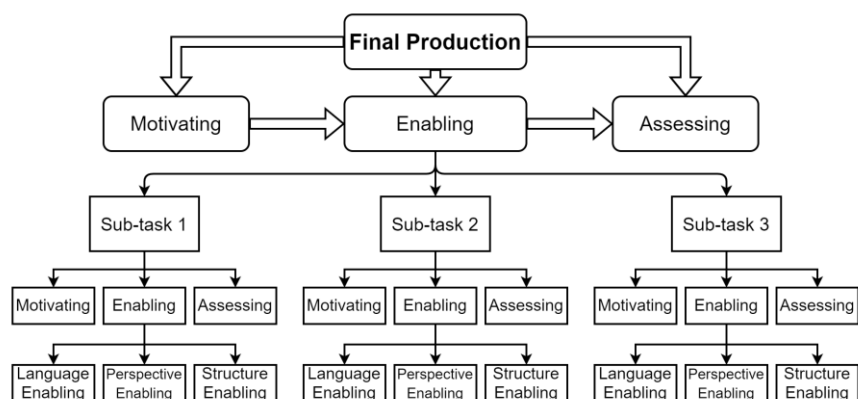 Final Production
Motivating
Enabling
Assessing
Sub-task 1
Sub-task 2
Sub-task 3
Motivating
Enabling
Assessing
Motivating
Enabling
Assessing
Motivating
Enabling
Assessing
Language
Enabling
Perspective
Enabling
Structure
Enabling
Language
Enabling
Perspective
Enabling
Structure
Enabling
Language
Enabling
Perspective
Enabling
Structure
Enabling